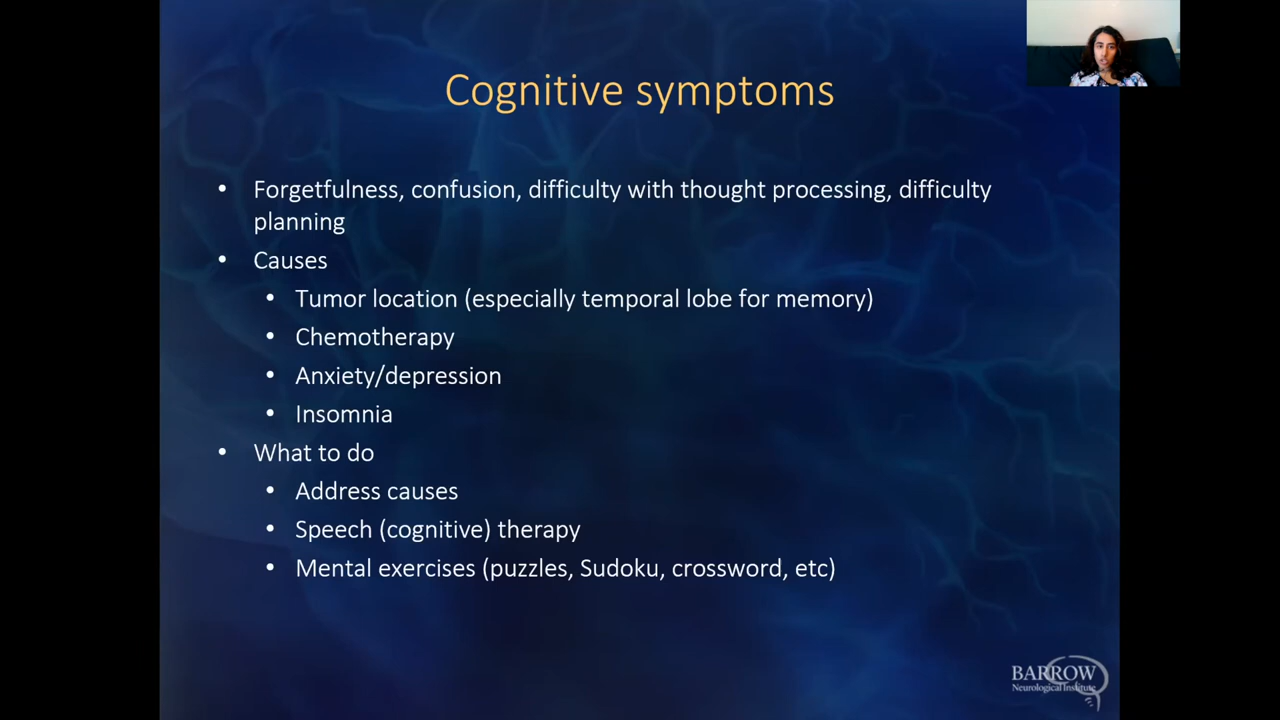 Cognitive symptoms
• Forgetfulness, confusion, difficulty with thought processing, difficulty
planning
• Causes
• Tumor location (especially temporal lobe for memory)
• Chemotherapy
• Anxiety/depression
• Insomnia
• What to do
• Address causes
• Speech (cognitive) therapy
• Mental exercises (puzzles, Sudoku, crossword, etc)
BARROW
Neurological Institute